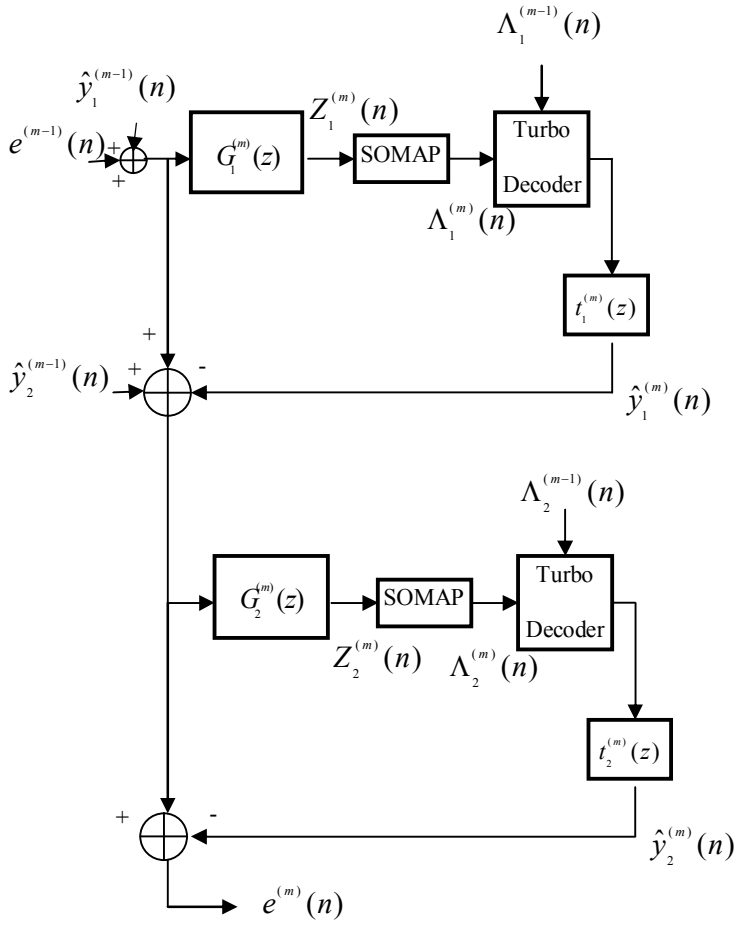 Λ₁^(m−1)(n)
ŷ₁^(m−1)(n)
e^(m−1)(n)
+
+
G₁^(m)(z)
Z₁^(m)(n)
SOMAP
Turbo
Decoder
Λ₁^(m)(n)
t₁^(m)(z)
+
+
-
ŷ₂^(m−1)(n)
ŷ₁^(m)(n)
Λ₂^(m−1)(n)
G₂^(m)(z)
SOMAP
Turbo
Decoder
Z₂^(m)(n)
Λ₂^(m)(n)
t₂^(m)(z)
+
-
ŷ₂^(m)(n)
e^(m)(n)